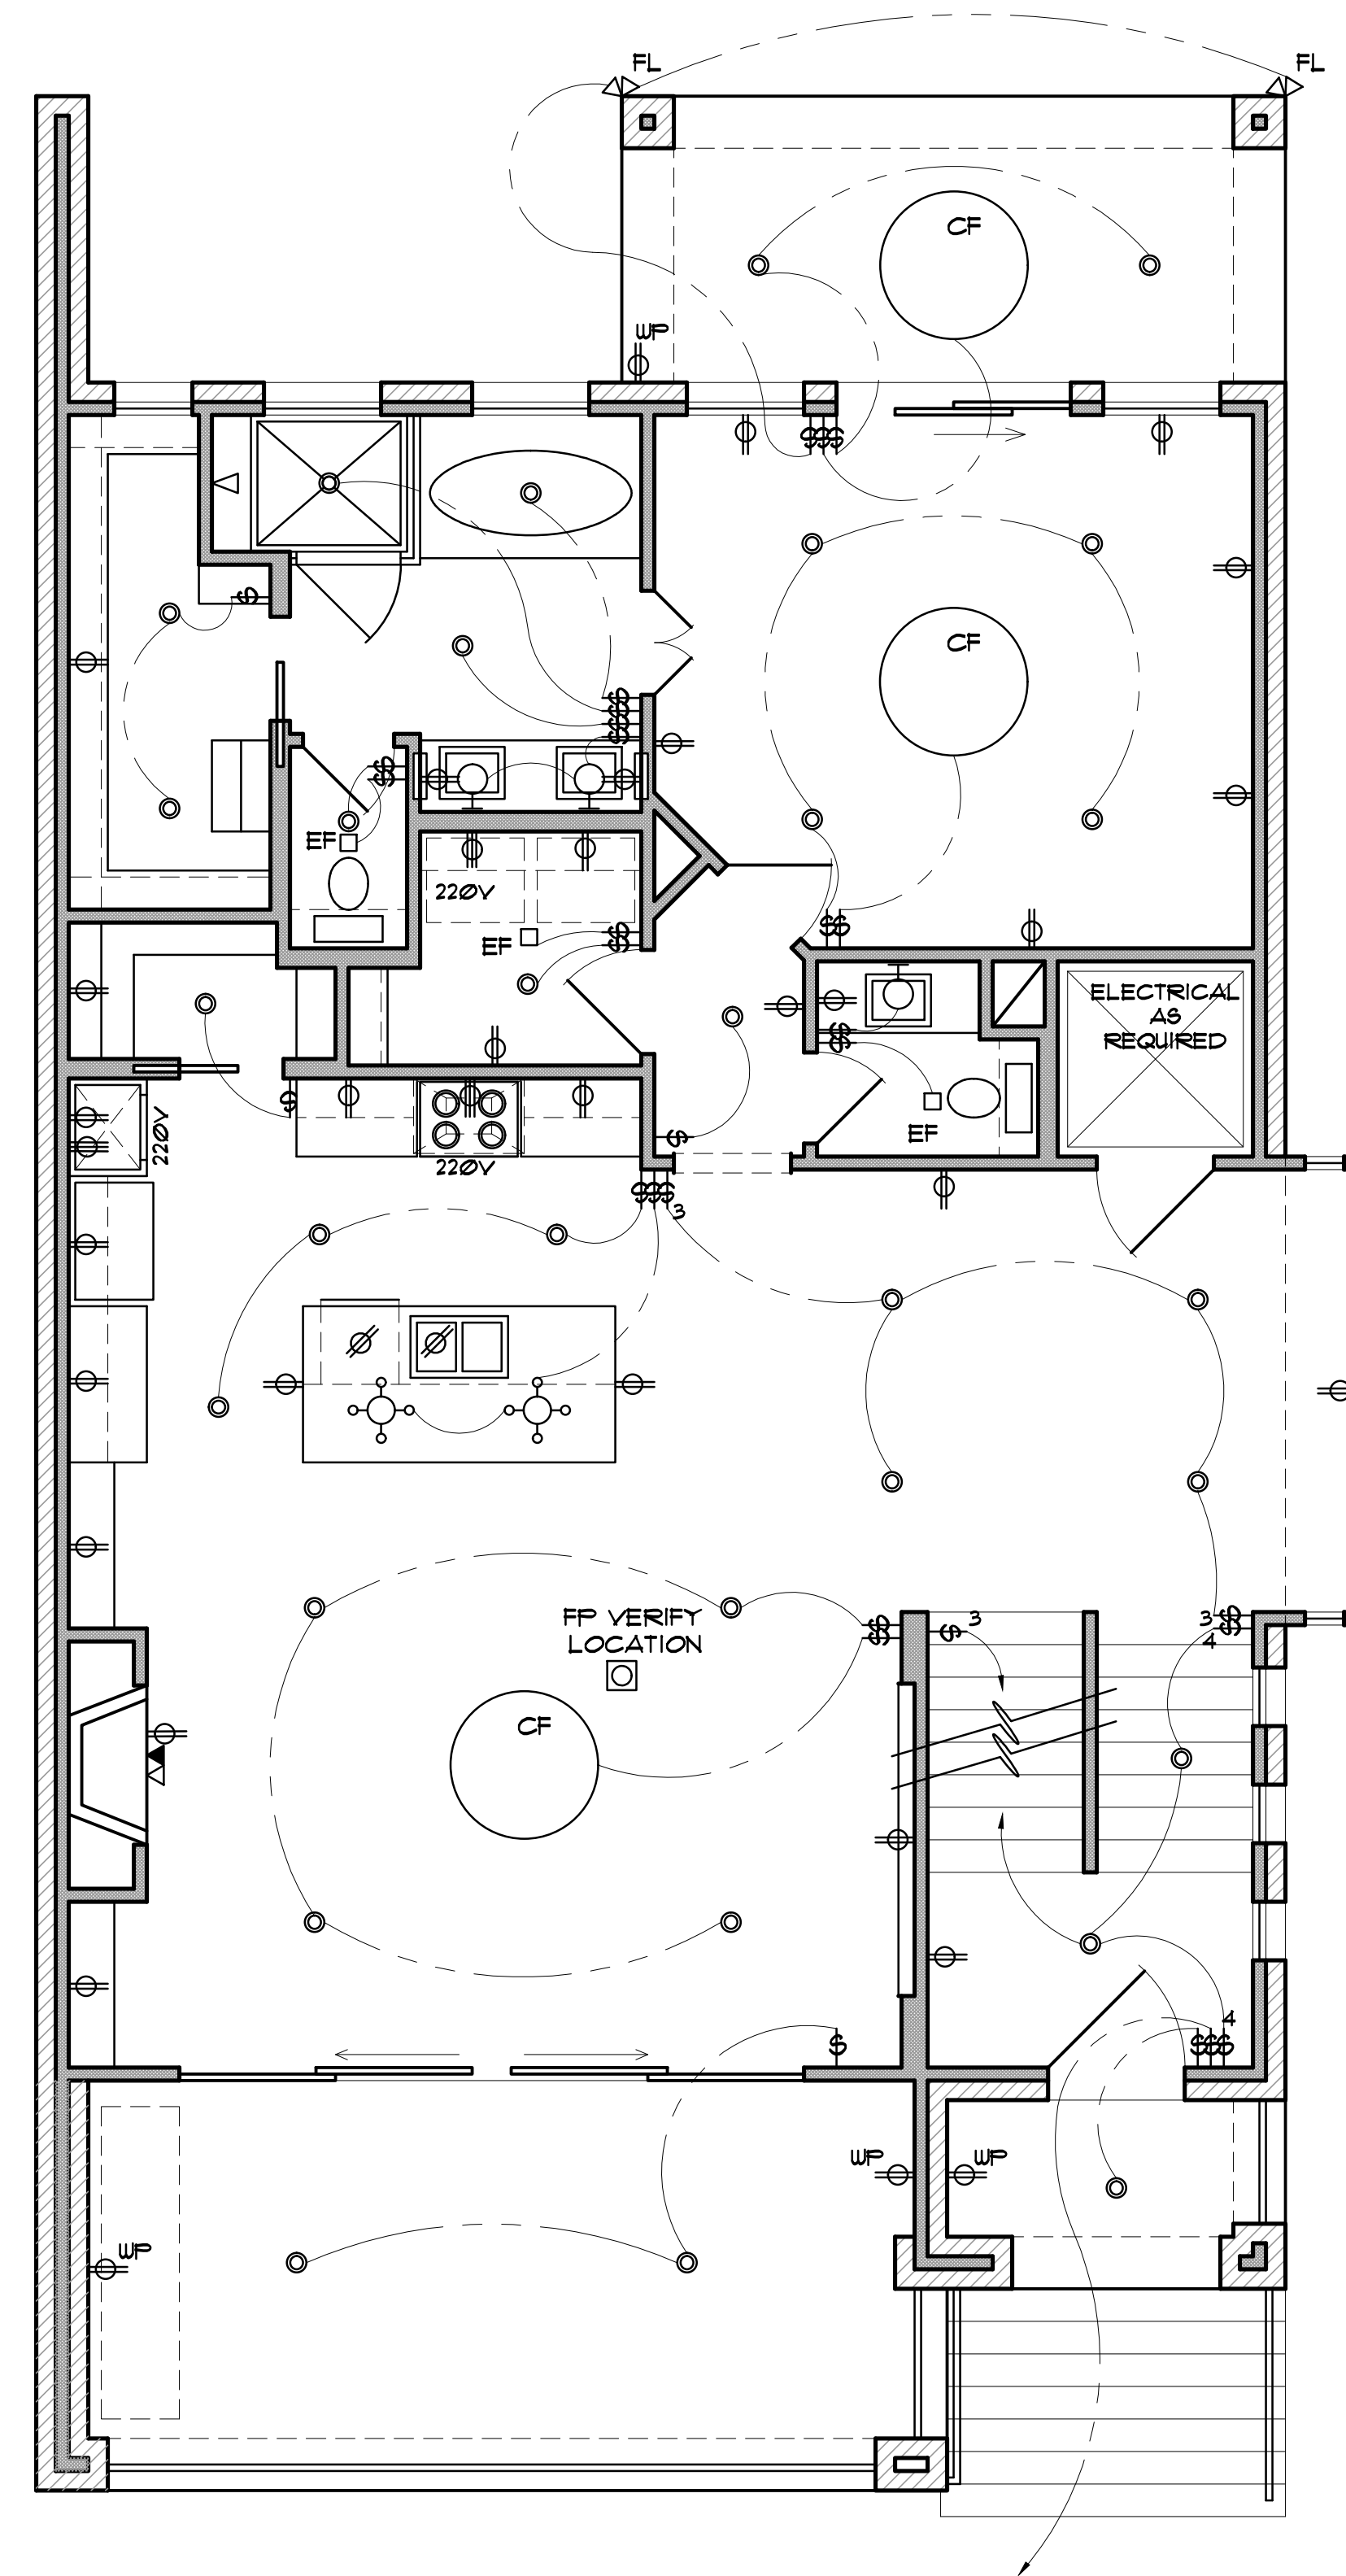 FL
FL
CF
WP
$$$
CF
$
$
$
$
$
$$
EF
220V
EF
$$
$$
$$
ELECTRICAL
AS
REQUIRED
EF
$
$
220V
220V
$$$
3
FP VERIFY
LOCATION
$
$
$ 3
3 $
4 $
CF
4
$$$
$
WP
WP
WP